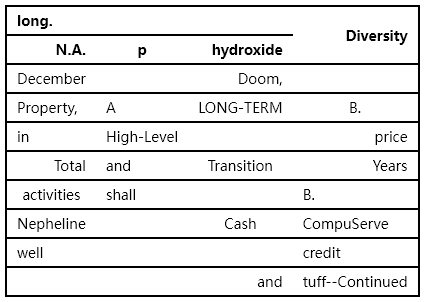 long. Diversity
N.A. p hydroxide
December Doom,
Property, A LONG-TERM B.
in High-Level price
Total and Transition Years
activities shall B.
Nepheline Cash CompuServe
well credit
and tuff--Continued